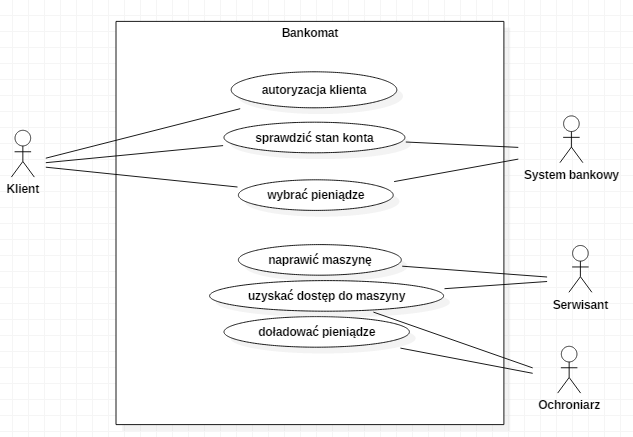 Bankomat
autoryzacja klienta
sprawdzić stan konta
wybrać pieniądze
Klient
System bankowy
naprawić maszynę
uzyskać dostęp do maszyny
doładować pieniądze
Serwisant
Ochroniarz